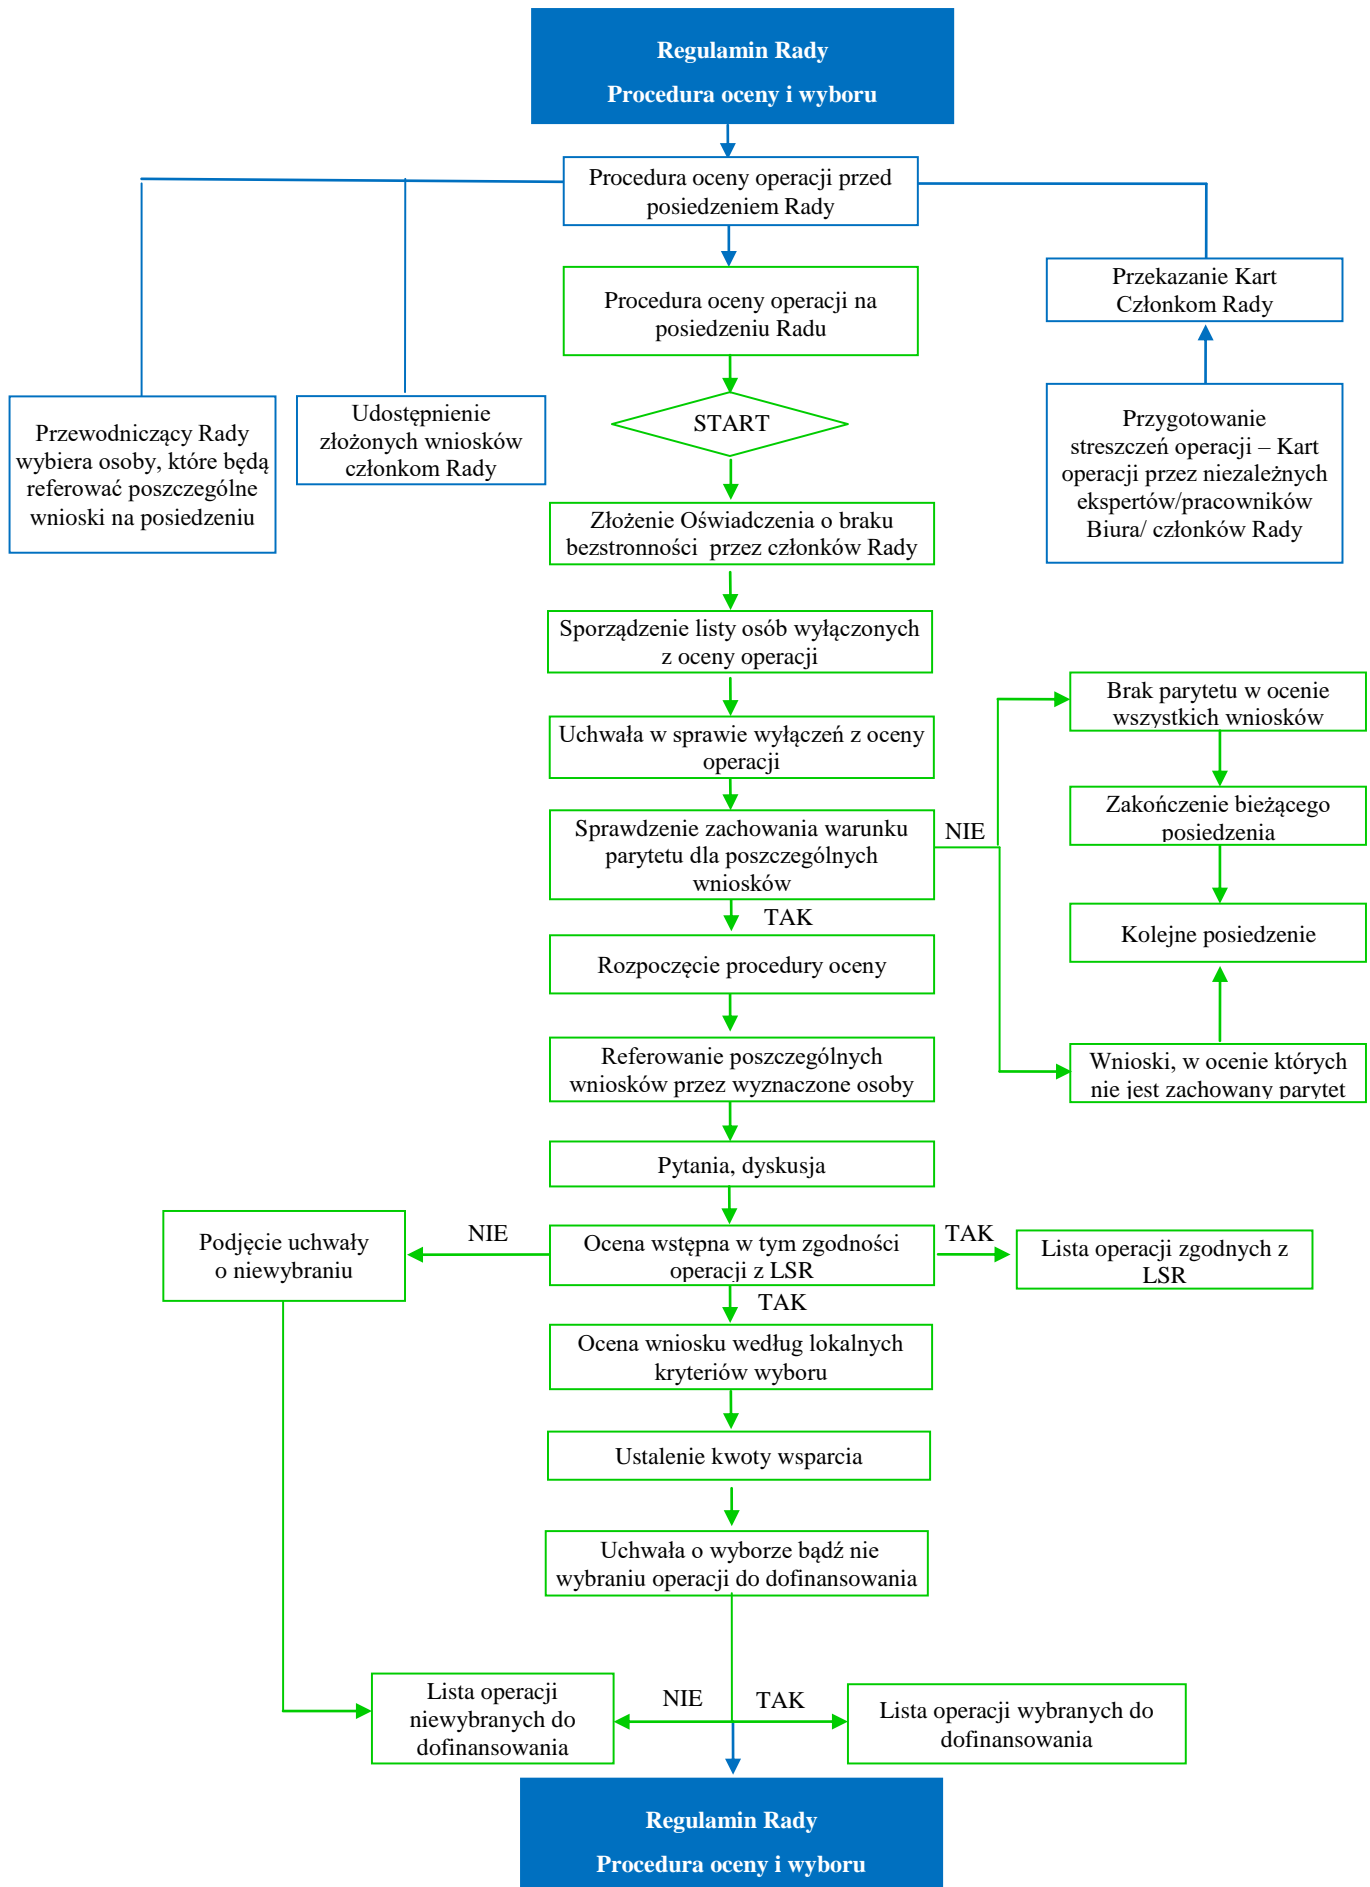 Regulamin Rady
Procedura oceny i wyboru
Procedura oceny operacji przed
posiedzeniem Rady
Procedura oceny operacji na
posiedzeniu Radu
Przekazanie Kart
Członkom Rady
START
Przewodniczący Rady
wybiera osoby, które będą
referować poszczególne
wnioski na posiedzeniu
Udostępnienie
złożonych wniosków
członkom Rady
Przygotowanie
streszczeń operacji – Kart
operacji przez niezależnych
ekspertów/pracowników
Biura/ członków Rady
Złożenie Oświadczenia o braku
bezstronności przez członków Rady
Sporządzenie listy osób wyłączonych
z oceny operacji
Uchwała w sprawie wyłączeń z oceny
operacji
Sprawdzenie zachowania warunku
parytetu dla poszczególnych
wniosków
NIE
Brak parytetu w ocenie
wszystkich wniosków
Zakończenie bieżącego
posiedzenia
Kolejne posiedzenie
Wnioski, w ocenie których
nie jest zachowany parytet
TAK
Rozpoczęcie procedury oceny
Referowanie poszczególnych
wniosków przez wyznaczone osoby
Pytania, dyskusja
Podjęcie uchwały
o niewybraniu
NIE
Ocena wstępna w tym zgodności
operacji z LSR
TAK
Lista operacji zgodnych z
LSR
TAK
Ocena wniosku według lokalnych
kryteriów wyboru
Ustalenie kwoty wsparcia
Uchwała o wyborze bądź nie
wybraniu operacji do dofinansowania
Lista operacji
niewybranych do
dofinansowania
NIE
TAK
Lista operacji wybranych do
dofinansowania
Regulamin Rady
Procedura oceny i wyboru